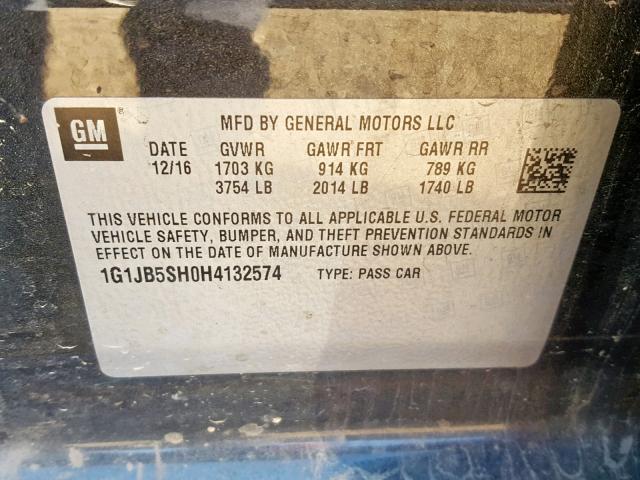 GM
MFD BY GENERAL MOTORS LLC
DATE GVWR GAWR FRT GAWR RR
12/16 1703 KG 914 KG 789 KG
3754 LB 2014 LB 1740 LB
THIS VEHICLE CONFORMS TO ALL APPLICABLE U.S. FEDERAL MOTOR
VEHICLE SAFETY, BUMPER, AND THEFT PREVENTION STANDARDS IN
EFFECT ON THE DATE OF MANUFACTURE SHOWN ABOVE.
1G1JB5SH0H4132574 TYPE: PASS CAR